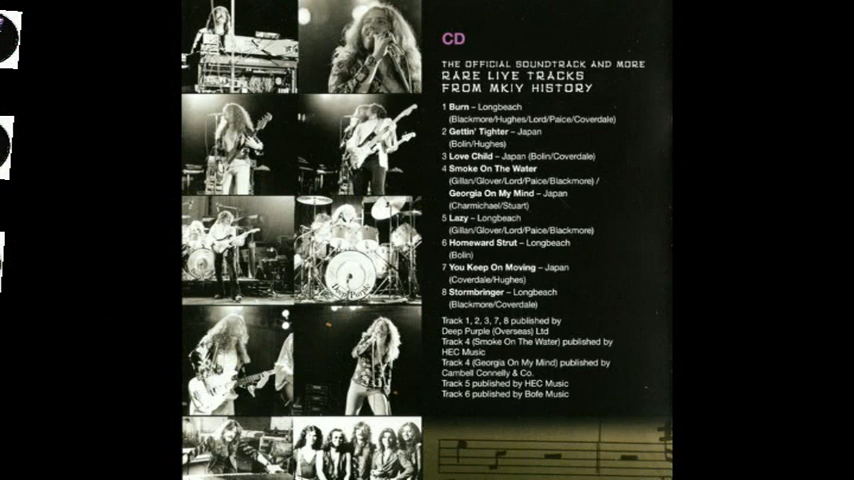 CD
THE OFFICIAL SOUNDTRACK AND MORE
RARE LIVE TRACKS
FROM MKIV HISTORY
1 Burn – Longbeach
(Blackmore/Hughes/Lord/Paice/Coverdale)
2 Gettin' Tighter – Japan
(Bolin/Hughes)
3 Love Child – Japan (Bolin/Coverdale)
4 Smoke On The Water
(Gillan/Glover/Lord/Paice/Blackmore) /
Georgia On My Mind – Japan
(Charmichael/Stuart)
5 Lazy – Longbeach
(Gillan/Glover/Lord/Paice/Blackmore)
6 Homeward Strut – Longbeach
(Bolin)
7 You Keep On Moving – Japan
(Coverdale/Hughes)
8 Stormbringer – Longbeach
(Blackmore/Coverdale)
Track 1, 2, 3, 7, 8 published by
Deep Purple (Overseas) Ltd
Track 4 (Smoke On The Water) published by
HEC Music
Track 4 (Georgia On My Mind) published by
Cambell Connelly & Co.
Track 5 published by HEC Music
Track 6 published by Bofe Music
Deep Purple